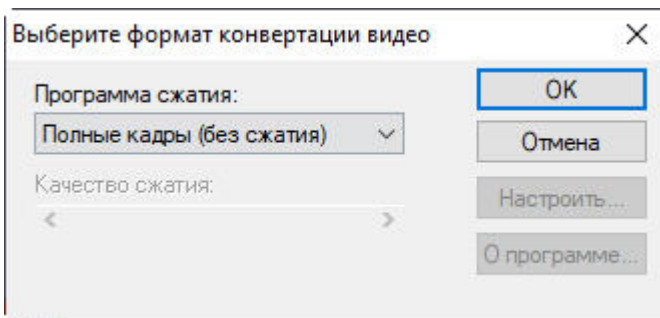 Выберите формат конвертации видео
Программа сжатия:
Полные кадры (без сжатия)
Качество сжатия:
OK
Отмена
Настроить...
О программе...